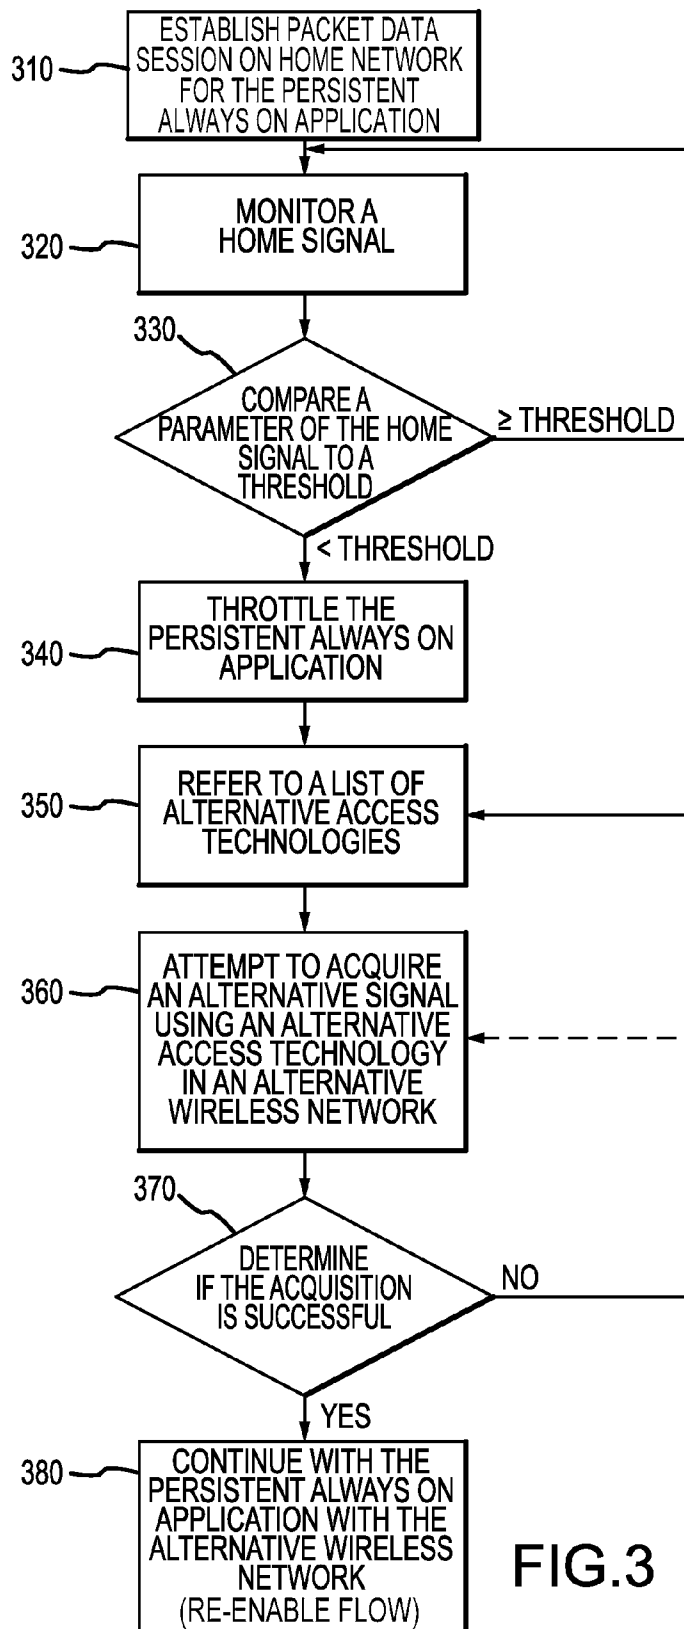 310
ESTABLISH PACKET DATA
SESSION ON HOME NETWORK
FOR THE PERSISTENT
ALWAYS ON APPLICATION
320
MONITOR A
HOME SIGNAL
330
COMPARE A
PARAMETER OF THE HOME
SIGNAL TO A
THRESHOLD
≥ THRESHOLD
< THRESHOLD
340
THROTTLE THE
PERSISTENT ALWAYS ON
APPLICATION
350
REFER TO A LIST OF
ALTERNATIVE ACCESS
TECHNOLOGIES
360
ATTEMPT TO ACQUIRE
AN ALTERNATIVE SIGNAL
USING AN ALTERNATIVE
ACCESS TECHNOLOGY
IN AN ALTERNATIVE
WIRELESS NETWORK
370
DETERMINE
IF THE ACQUISITION
IS SUCCESSFUL
NO
YES
380
CONTINUE WITH THE
PERSISTENT ALWAYS ON
APPLICATION WITH THE
ALTERNATIVE WIRELESS
NETWORK
(RE-ENABLE FLOW)
FIG.3